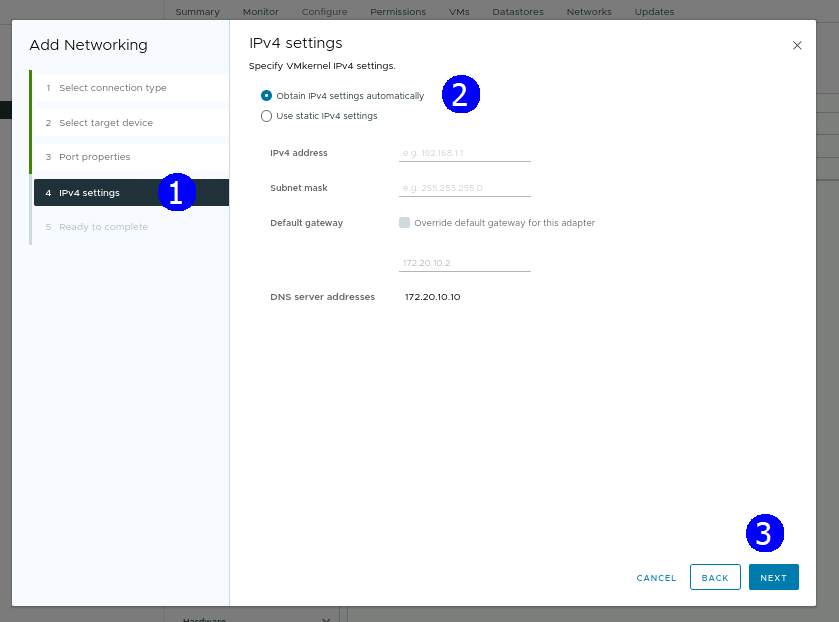 Summary Monitor Configure Permissions VMs Datastores Networks Updates
Add Networking
1 Select connection type
2 Select target device
3 Port properties
4 IPv4 settings 1
5 Ready to complete
IPv4 settings
Specify VMkernel IPv4 settings.
Obtain IPv4 settings automatically 2
Use static IPv4 settings
IPv4 address e.g. 192.168.1.1
Subnet mask e.g. 255.255.255.0
Default gateway Override default gateway for this adapter
172.20.10.2
DNS server addresses 172.20.10.10
3
CANCEL BACK NEXT
Hardware